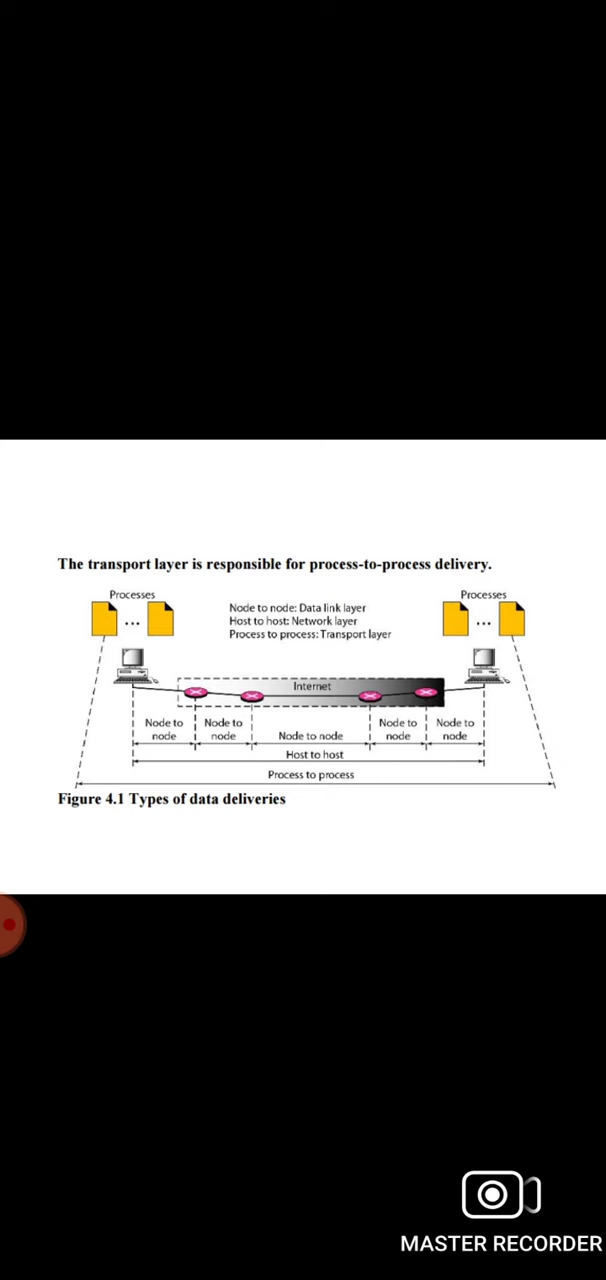 The transport layer is responsible for process-to-process delivery.
Processes
Processes
Node to node: Data link layer
Host to host: Network layer
Process to process: Transport layer
Internet
Node to node
Node to node
Node to node
Node to node
Node to node
Host to host
Process to process
Figure 4.1 Types of data deliveries
MASTER RECORDER